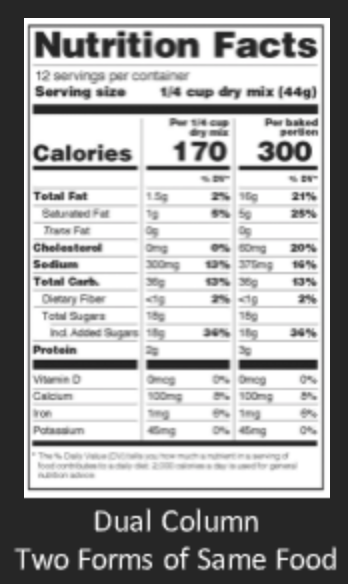 Nutrition Facts
12 servings per container
Serving size 1/4 cup dry mix (44g)
Per 1/4 cup dry mix Per baked portion
Calories 170 300
% DV* % DV*
Total Fat 1.5g 2% 16g 21%
Saturated Fat 1g 5% 5g 25%
Trans Fat 0g 0g
Cholesterol 0mg 0% 60mg 20%
Sodium 300mg 13% 375mg 16%
Total Carb. 36g 13% 36g 13%
Dietary Fiber <1g 2% <1g 2%
Total Sugars 18g 18g
Incl. Added Sugars 18g 36% 18g 36%
Protein 2g 3g
Vitamin D 0mcg 0% 0mcg 0%
Calcium 100mg 8% 100mg 8%
Iron 1mg 6% 1mg 6%
Potassium 45mg 0% 45mg 0%
* The % Daily Value (DV) tells you how much a nutrient in a serving of
food contributes to a daily diet. 2,000 calories a day is used for general
nutrition advice.
Dual Column
Two Forms of Same Food